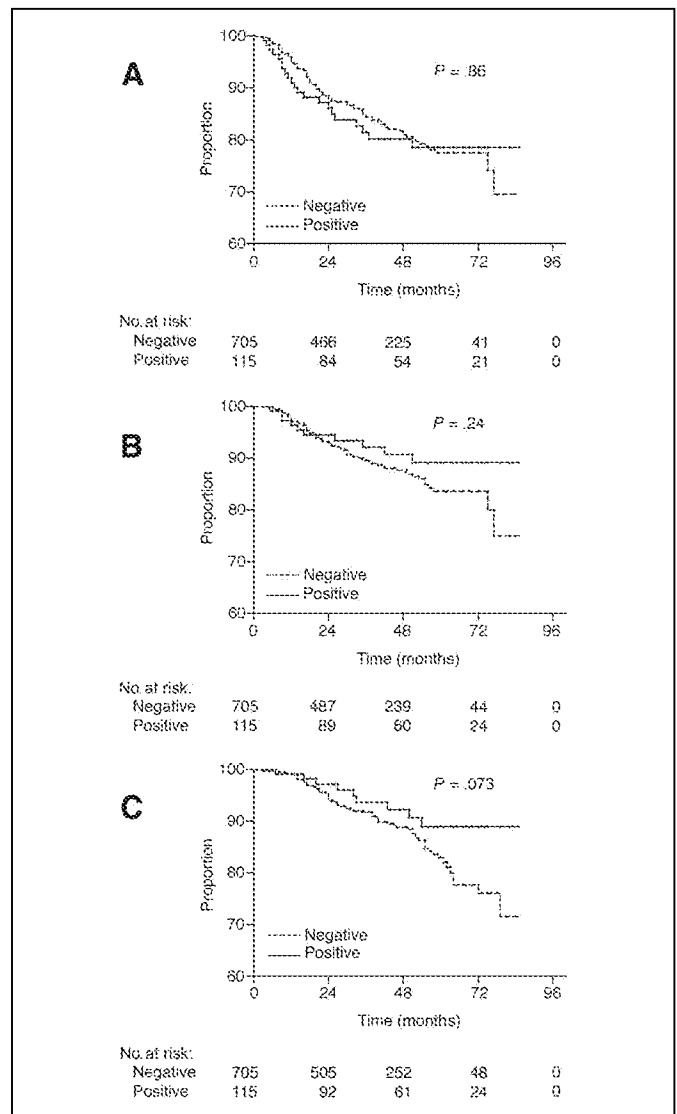 A
P = .86
100
90
80
70
60
Proportion
Negative
Positive
0 24 48 72 96
Time (months)
No. at risk:
Negative 705 466 225 41 0
Positive 115 84 54 21 0
B
P = .24
100
90
80
70
60
Proportion
Negative
Positive
0 24 48 72 96
Time (months)
No. at risk:
Negative 705 487 239 44 0
Positive 115 89 60 24 0
C
P = .073
100
90
80
70
60
Proportion
Negative
Positive
0 24 48 72 96
Time (months)
No. at risk:
Negative 705 505 252 48 0
Positive 115 92 61 24 0